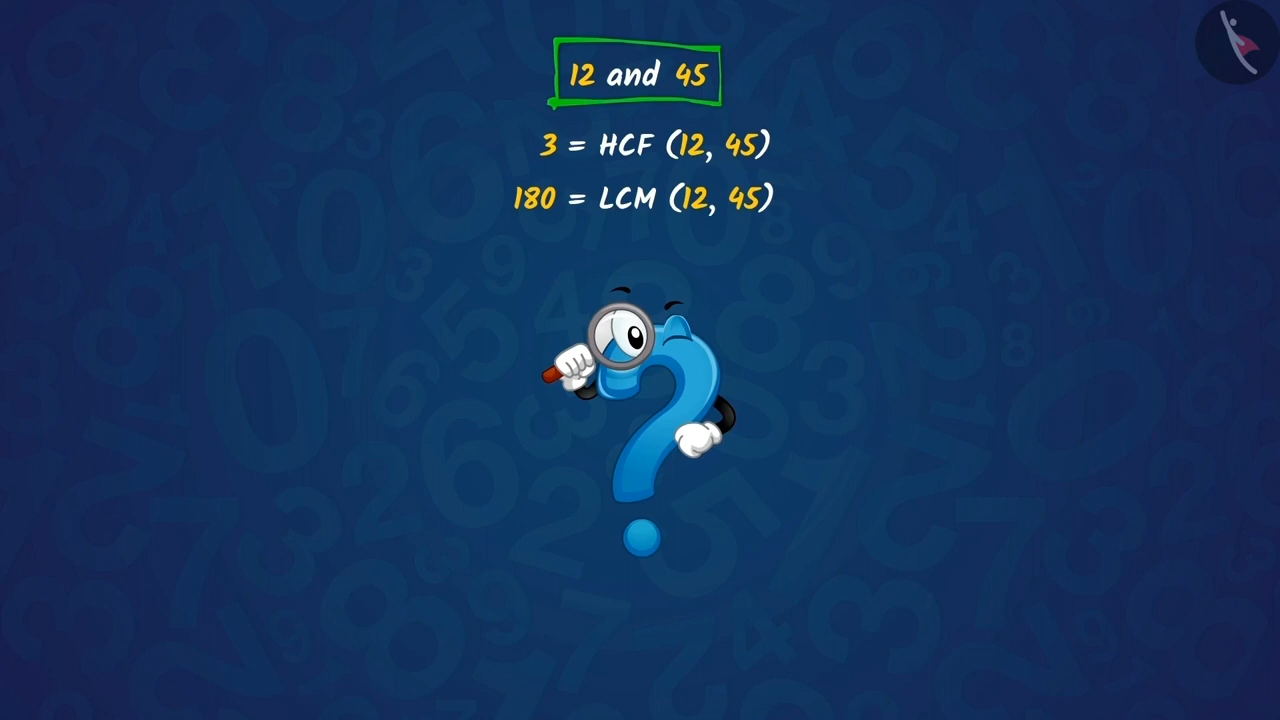 12 and 45
3 = HCF (12, 45)
180 = LCM (12, 45)